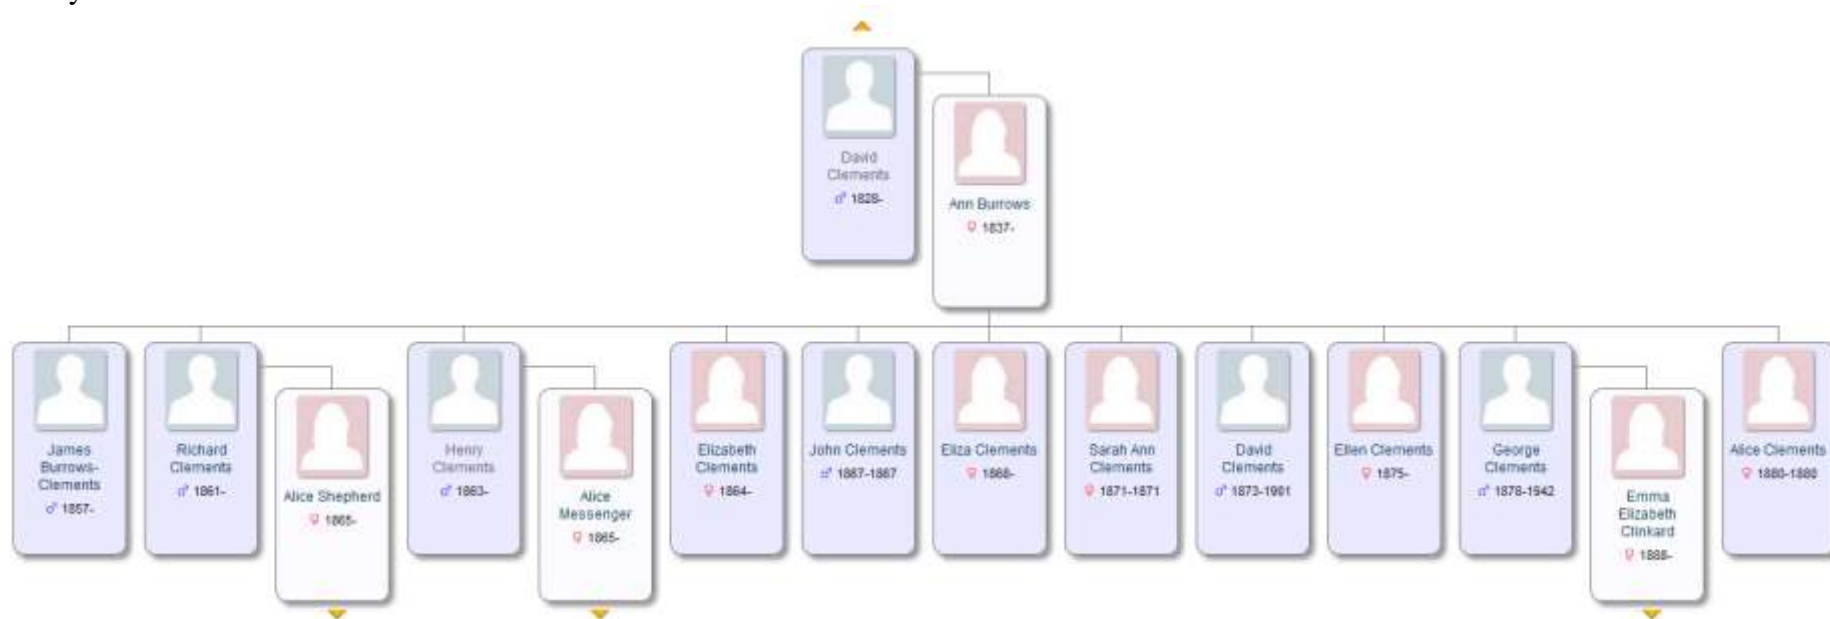 David
Clements
♂ 1828-
Ann Burrows
♀ 1837-
James
Burrows-
Clements
♂ 1857-
Richard
Clements
♂ 1861-
Alice Shepherd
♀ 1865-
Henry
Clements
♂ 1863-
Alice
Messenger
♀ 1865-
Elizabeth
Clements
♀ 1864-
John Clements
♂ 1867-1867
Eliza Clements
♀ 1868-
Sarah Ann
Clements
♀ 1871-1871
David
Clements
♂ 1873-1901
Ellen Clements
♀ 1875-
George
Clements
♂ 1878-1942
Emma
Elizabeth
Clinkard
♀ 1888-
Alice Clements
♀ 1880-1880